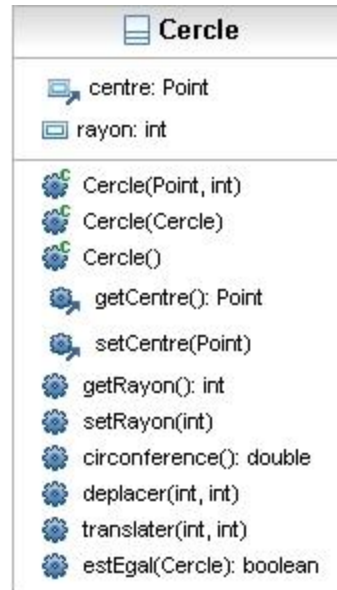 Cercle
centre: Point
rayon: int
Cercle(Point, int)
Cercle(Cercle)
Cercle()
getCentre(): Point
setCentre(Point)
getRayon(): int
setRayon(int)
circonference(): double
deplacer(int, int)
translater(int, int)
estEgal(Cercle): boolean